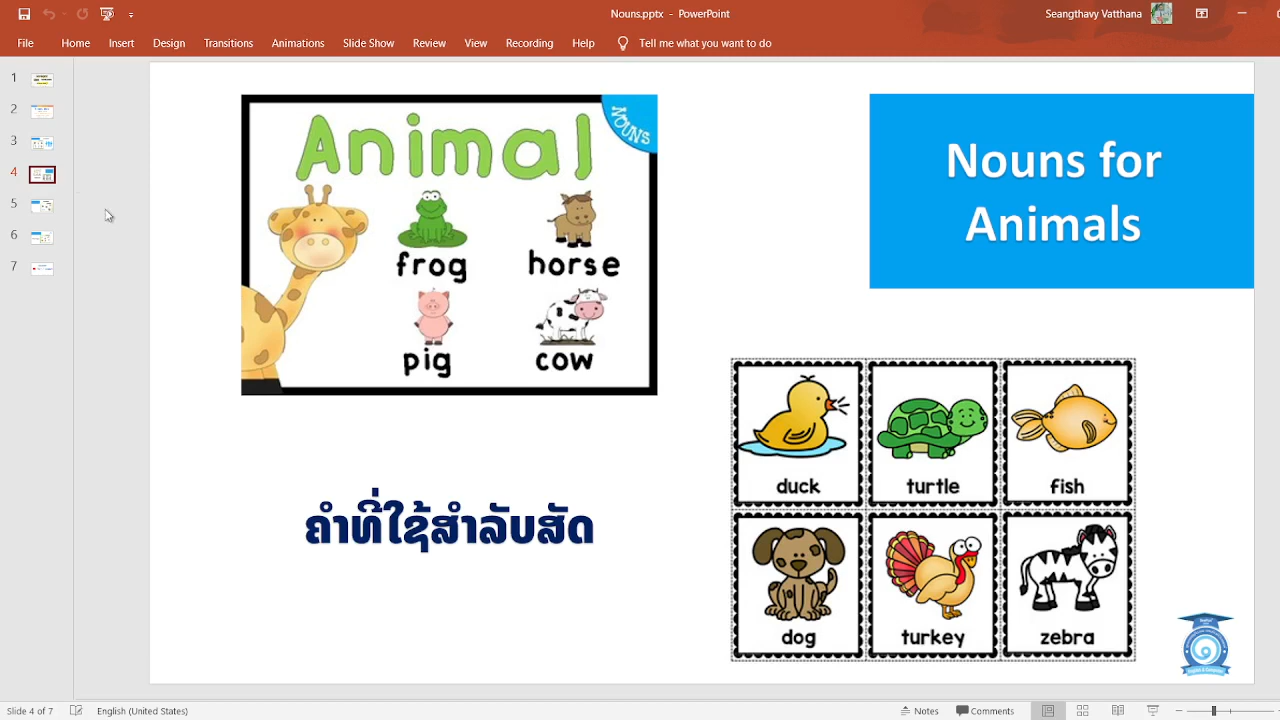 Nouns.pptx - PowerPoint
Seangthavy Vatthana
File Home Insert Design Transitions Animations Slide Show Review View Recording Help Tell me what you want to do
1
2
3
4
5
6
7
Animal
NOUNS
frog horse
pig cow
Nouns for
Animals
ຄຳທີ່ໃຊ້ສຳລັບສັດ
duck turtle fish
dog turkey zebra
Slide 4 of 7 English (United States) Notes Comments